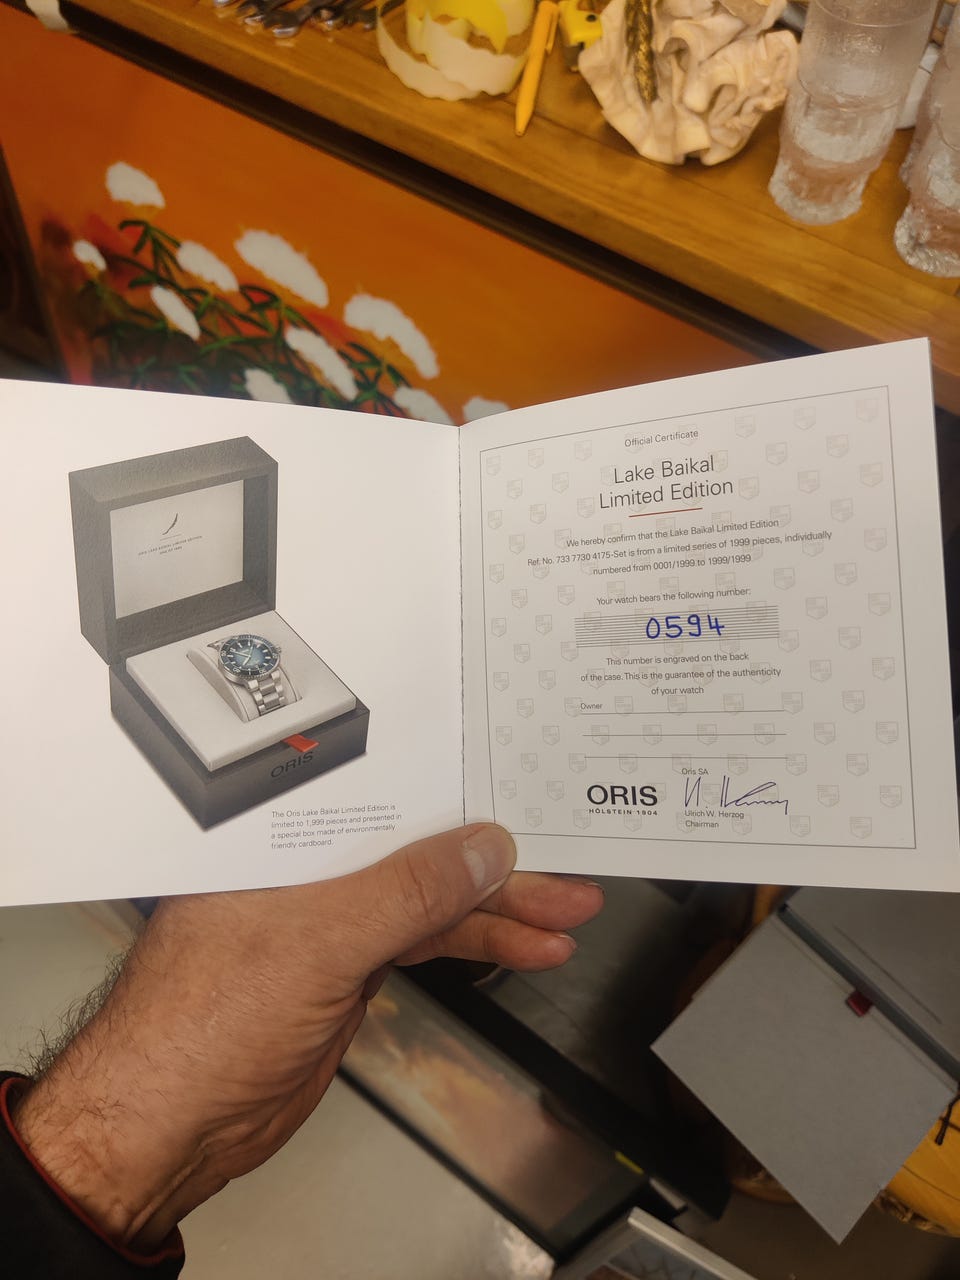 ORIS LAKE BAIKAL LIMITED EDITION
ORIS
The Oris Lake Baikal Limited Edition is
limited to 1,999 pieces and presented in
a special box made of environmentally
friendly cardboard.
Official Certificate
Lake Baikal
Limited Edition
We hereby confirm that the Lake Baikal Limited Edition
Ref. No. 733 7730 4175-Set is from a limited series of 1999 pieces, individually
numbered from 0001/1999 to 1999/1999
Your watch bears the following number:
0594
This number is engraved on the back
of the case. This is the guarantee of the authenticity
of your watch
Owner
Oris SA
ORIS
HÖLSTEIN 1904
Ulrich W. Herzog
Chairman